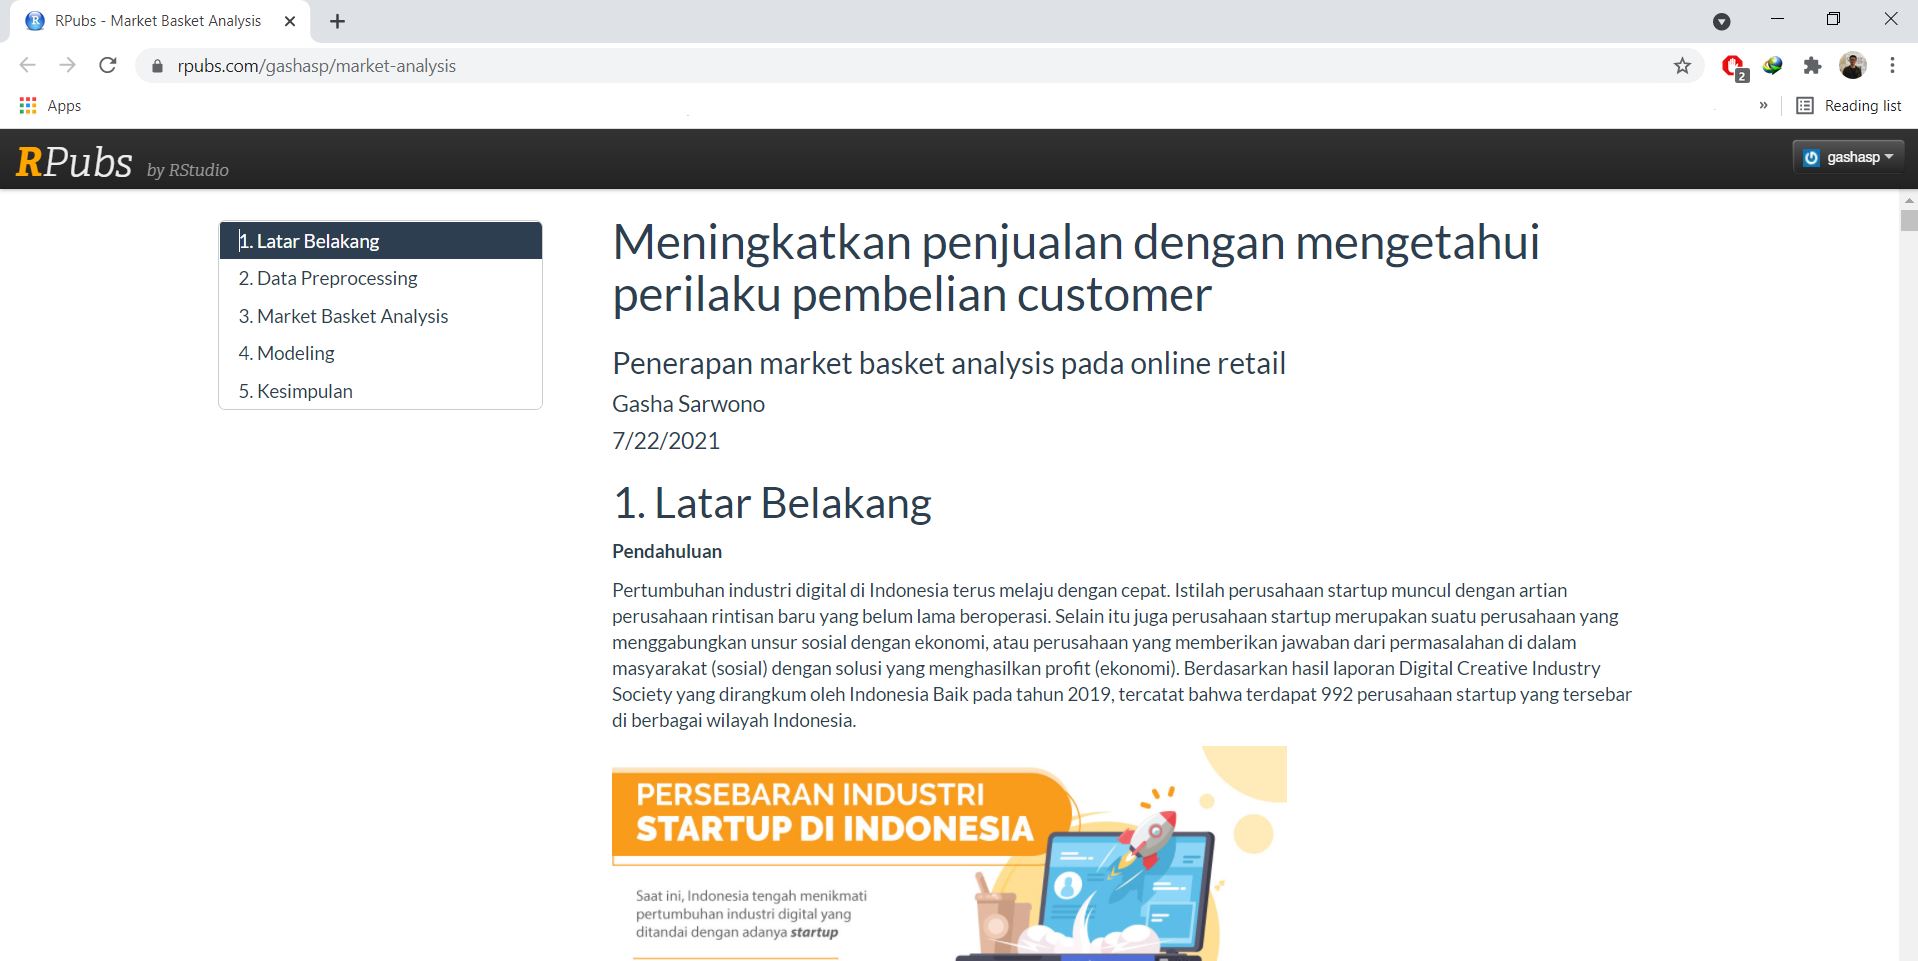 RPubs - Market Basket Analysis
rpubs.com/gashasp/market-analysis
2
Apps
» Reading list
RPubs by RStudio
gashasp
1. Latar Belakang
2. Data Preprocessing
3. Market Basket Analysis
4. Modeling
5. Kesimpulan
Meningkatkan penjualan dengan mengetahui
perilaku pembelian customer
Penerapan market basket analysis pada online retail
Gasha Sarwono
7/22/2021
1. Latar Belakang
Pendahuluan
Pertumbuhan industri digital di Indonesia terus melaju dengan cepat. Istilah perusahaan startup muncul dengan artian
perusahaan rintisan baru yang belum lama beroperasi. Selain itu juga perusahaan startup merupakan suatu perusahaan yang
menggabungkan unsur sosial dengan ekonomi, atau perusahaan yang memberikan jawaban dari permasalahan di dalam
masyarakat (sosial) dengan solusi yang menghasilkan profit (ekonomi). Berdasarkan hasil laporan Digital Creative Industry
Society yang dirangkum oleh Indonesia Baik pada tahun 2019, tercatat bahwa terdapat 992 perusahaan startup yang tersebar
di berbagai wilayah Indonesia.
PERSEBARAN INDUSTRI
STARTUP DI INDONESIA
Saat ini, Indonesia tengah menikmati
pertumbuhan industri digital yang
ditandai dengan adanya startup